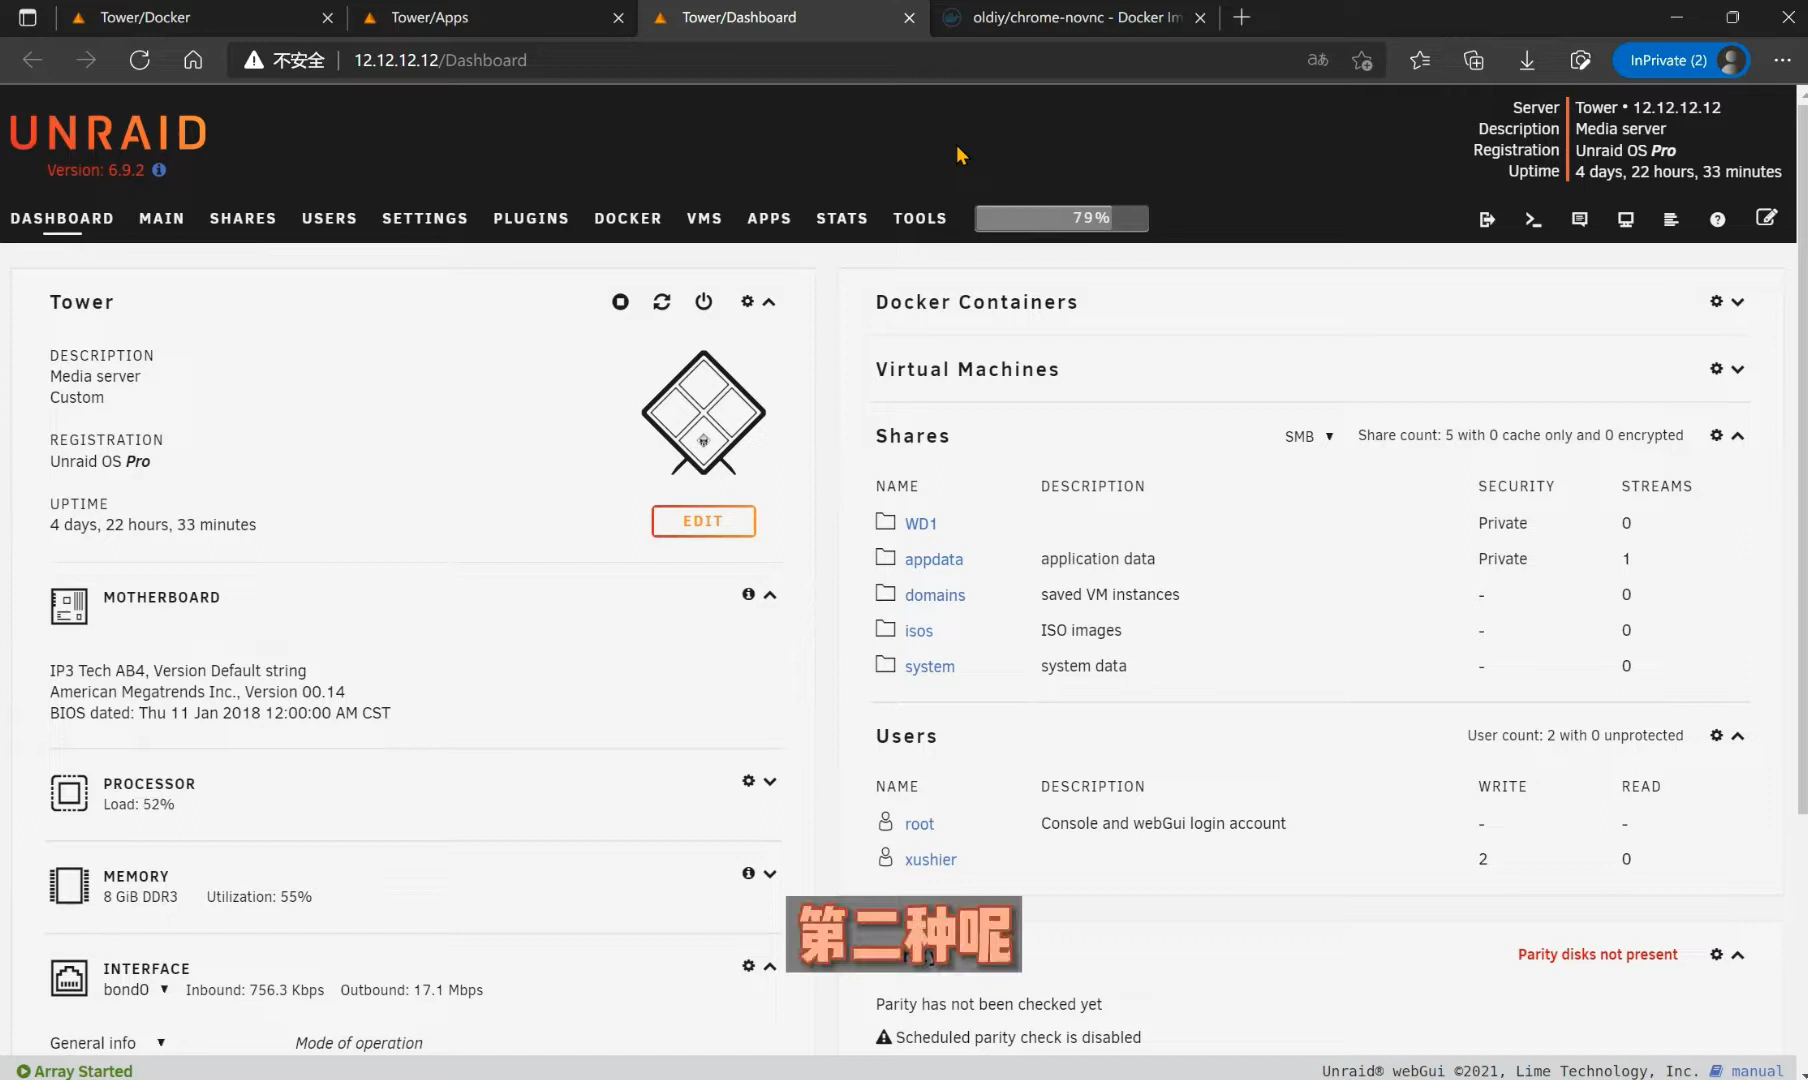 Tower/Docker
Tower/Apps
Tower/Dashboard
oldiy/chrome-novnc - Docker Im
不安全
12.12.12.12/Dashboard
aあ
InPrivate (2)
UNRAID
Version: 6.9.2
Server Tower • 12.12.12.12
Description Media server
Registration Unraid OS Pro
Uptime 4 days, 22 hours, 33 minutes
DASHBOARD MAIN SHARES USERS SETTINGS PLUGINS DOCKER VMS APPS STATS TOOLS 79%
Tower
DESCRIPTION
Media server
Custom
REGISTRATION
Unraid OS Pro
UPTIME
4 days, 22 hours, 33 minutes
EDIT
MOTHERBOARD
IP3 Tech AB4, Version Default string
American Megatrends Inc., Version 00.14
BIOS dated: Thu 11 Jan 2018 12:00:00 AM CST
PROCESSOR
Load: 52%
MEMORY
8 GiB DDR3 Utilization: 55%
INTERFACE
bond0 Inbound: 756.3 Kbps Outbound: 17.1 Mbps
General info Mode of operation
Docker Containers
Virtual Machines
Shares SMB Share count: 5 with 0 cache only and 0 encrypted
NAME DESCRIPTION SECURITY STREAMS
WD1 Private 0
appdata application data Private 1
domains saved VM instances - 0
isos ISO images - 0
system system data - 0
Users User count: 2 with 0 unprotected
NAME DESCRIPTION WRITE READ
root Console and webGui login account - -
xushier 2 0
第二种呢
Parity disks not present
Parity has not been checked yet
Scheduled parity check is disabled
Array Started
Unraid® webGui ©2021, Lime Technology, Inc. manual